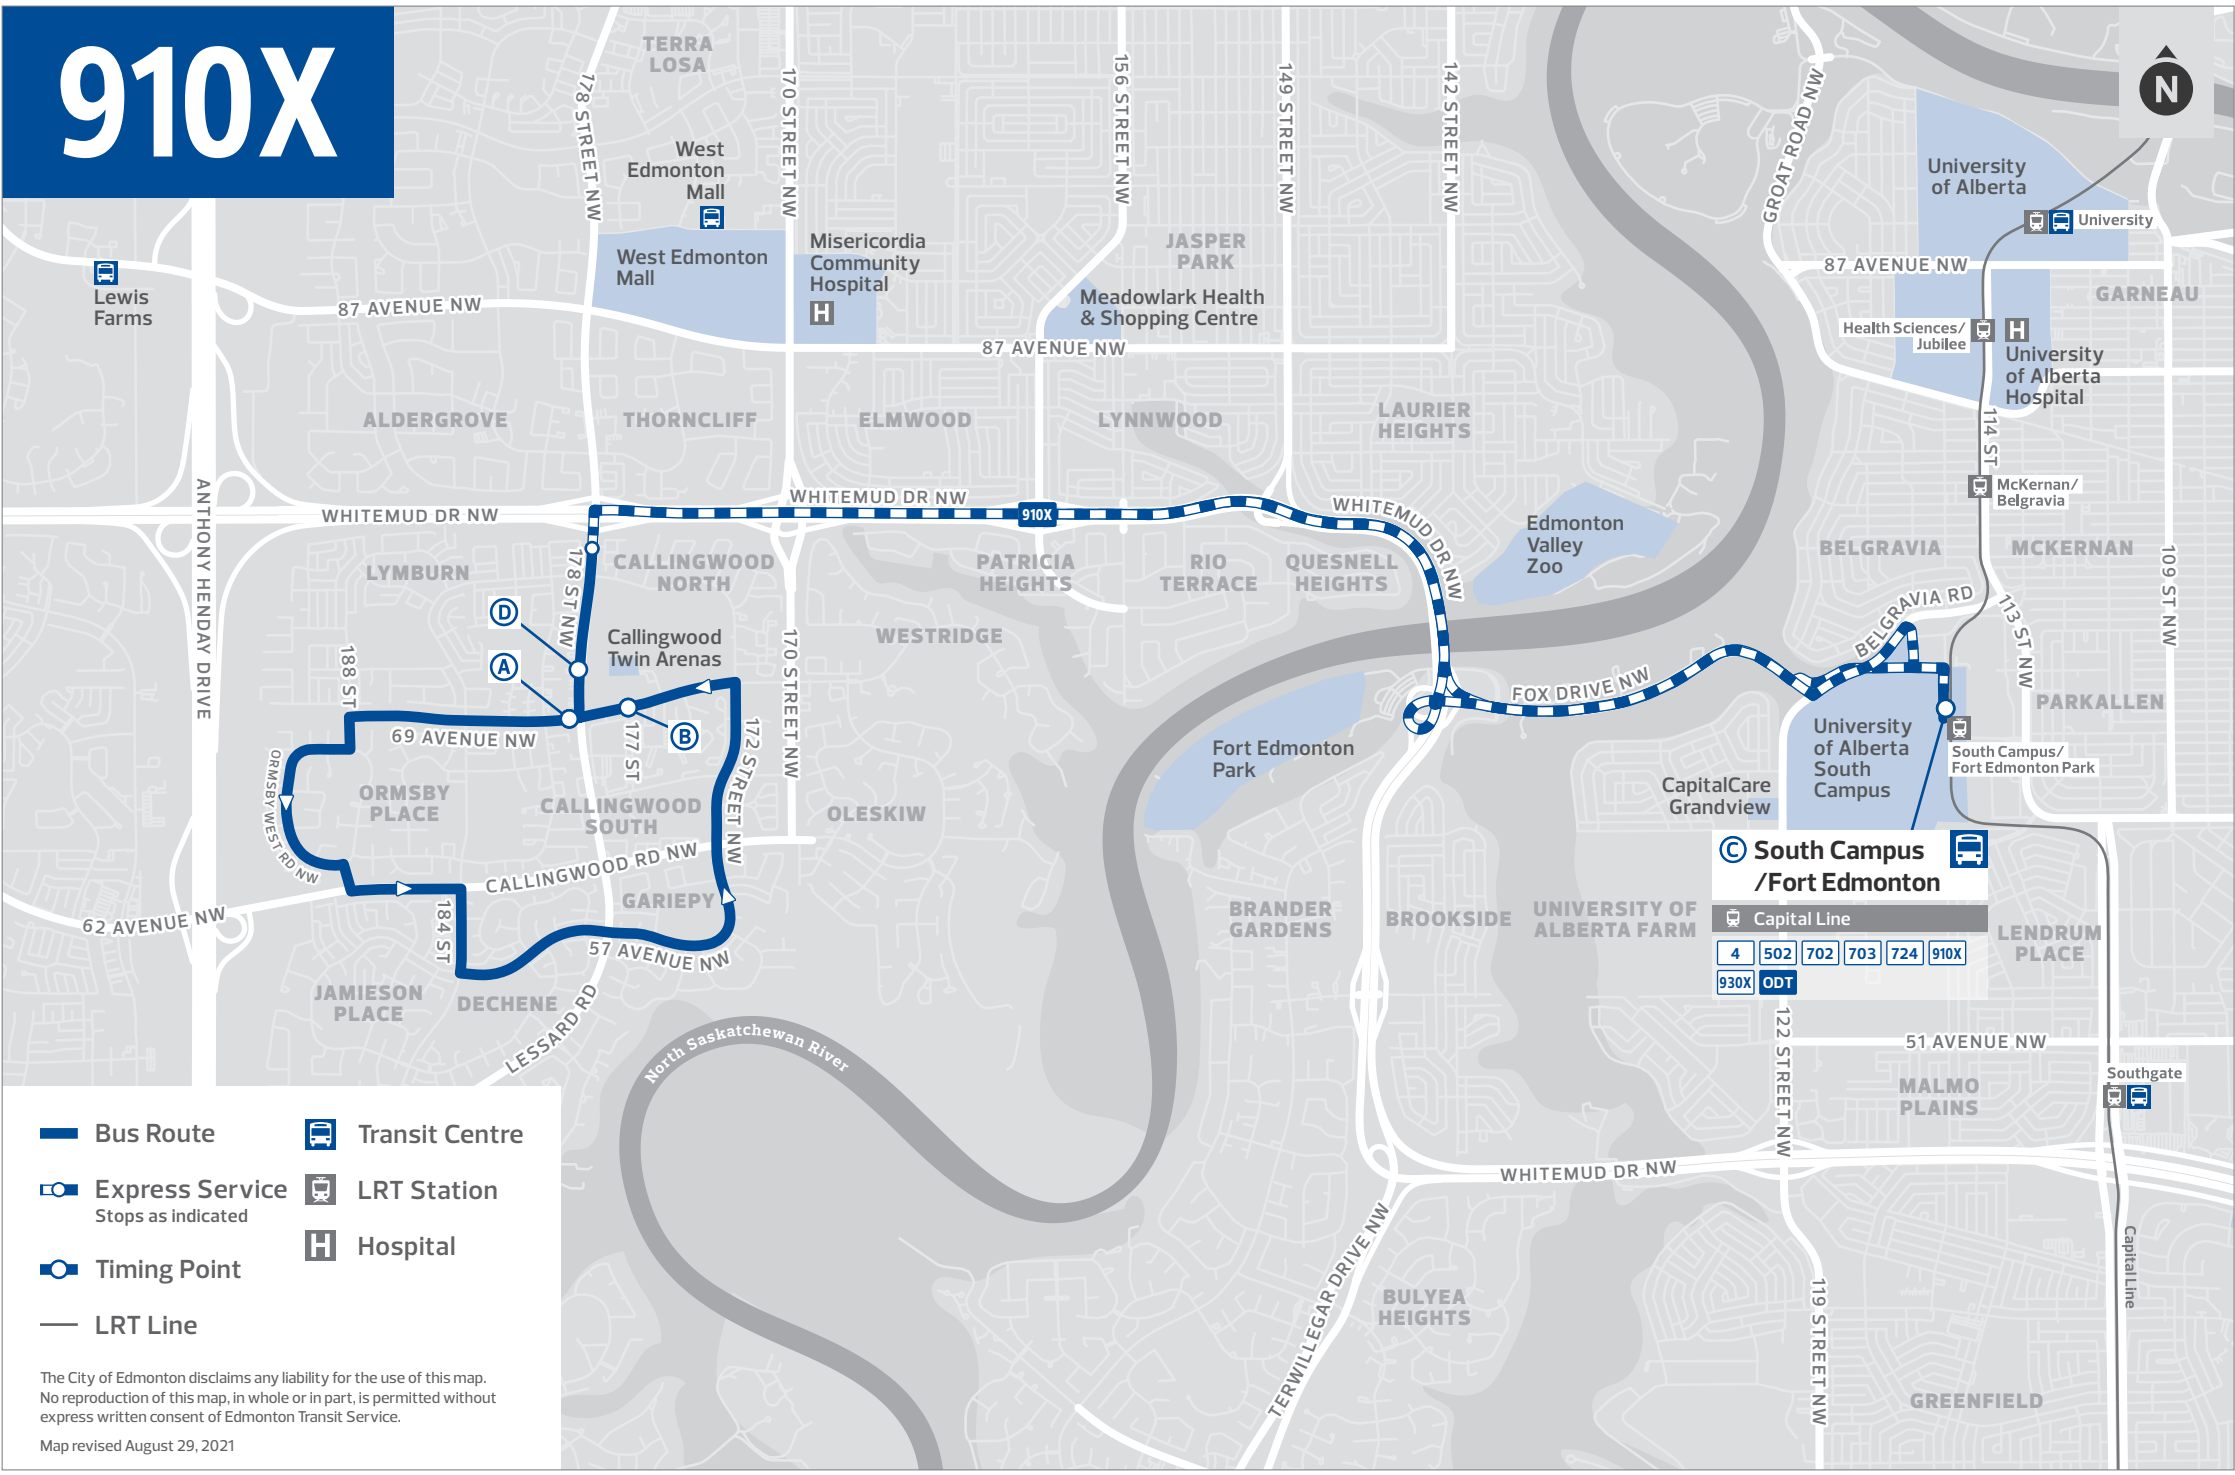 910X
N
TERRA
LOSA
178 STREET NW
170 STREET NW
156 STREET NW
149 STREET NW
142 STREET NW
GROAT ROAD NW
West
Edmonton
Mall
University
of Alberta
University
West Edmonton
Mall
Misericordia
Community
Hospital
H
JASPER
PARK
Meadowlark Health
& Shopping Centre
87 AVENUE NW
GARNEAU
Lewis
Farms
87 AVENUE NW
87 AVENUE NW
Health Sciences/
Jubilee
H
University
of Alberta
Hospital
114 ST
ALDERGROVE
THORNCLIFF
ELMWOOD
LYNNWOOD
LAURIER
HEIGHTS
McKernan/
Belgravia
ANTHONY HENDAY DRIVE
WHITEMUD DR NW
WHITEMUD DR NW
910X
WHITEMUD DR NW
Edmonton
Valley
Zoo
BELGRAVIA
MCKERNAN
109 ST NW
LYMBURN
178 ST NW
CALLINGWOOD
NORTH
PATRICIA
HEIGHTS
RIO
TERRACE
QUESNELL
HEIGHTS
BELGRAVIA RD
113 ST NW
D
A
Callingwood
Twin Arenas
170 STREET NW
WESTRIDGE
188 ST
69 AVENUE NW
177 ST
B
172 STREET NW
FOX DRIVE NW
PARKALLEN
Fort Edmonton
Park
University
of Alberta
South
Campus
South Campus/
Fort Edmonton Park
ORMSBY WEST RD NW
ORMSBY
PLACE
CALLINGWOOD
SOUTH
OLESKIW
CapitalCare
Grandview
CALLINGWOOD RD NW
GARIEPY
C South Campus
/Fort Edmonton
Capital Line
4 502 702 703 724 910X
930X ODT
62 AVENUE NW
184 ST
57 AVENUE NW
BRANDER
GARDENS
BROOKSIDE
UNIVERSITY OF
ALBERTA FARM
LENDRUM
PLACE
JAMIESON
PLACE
DECHENE
LESSARD RD
North Saskatchewan River
122 STREET NW
51 AVENUE NW
MALMO
PLAINS
Southgate
WHITEMUD DR NW
TERWILLEGAR DRIVE NW
BULYEA
HEIGHTS
119 STREET NW
Capital Line
GREENFIELD
Bus Route
Transit Centre
Express Service
Stops as indicated
LRT Station
Timing Point
H
Hospital
LRT Line
The City of Edmonton disclaims any liability for the use of this map.
No reproduction of this map, in whole or in part, is permitted without
express written consent of Edmonton Transit Service.
Map revised August 29, 2021